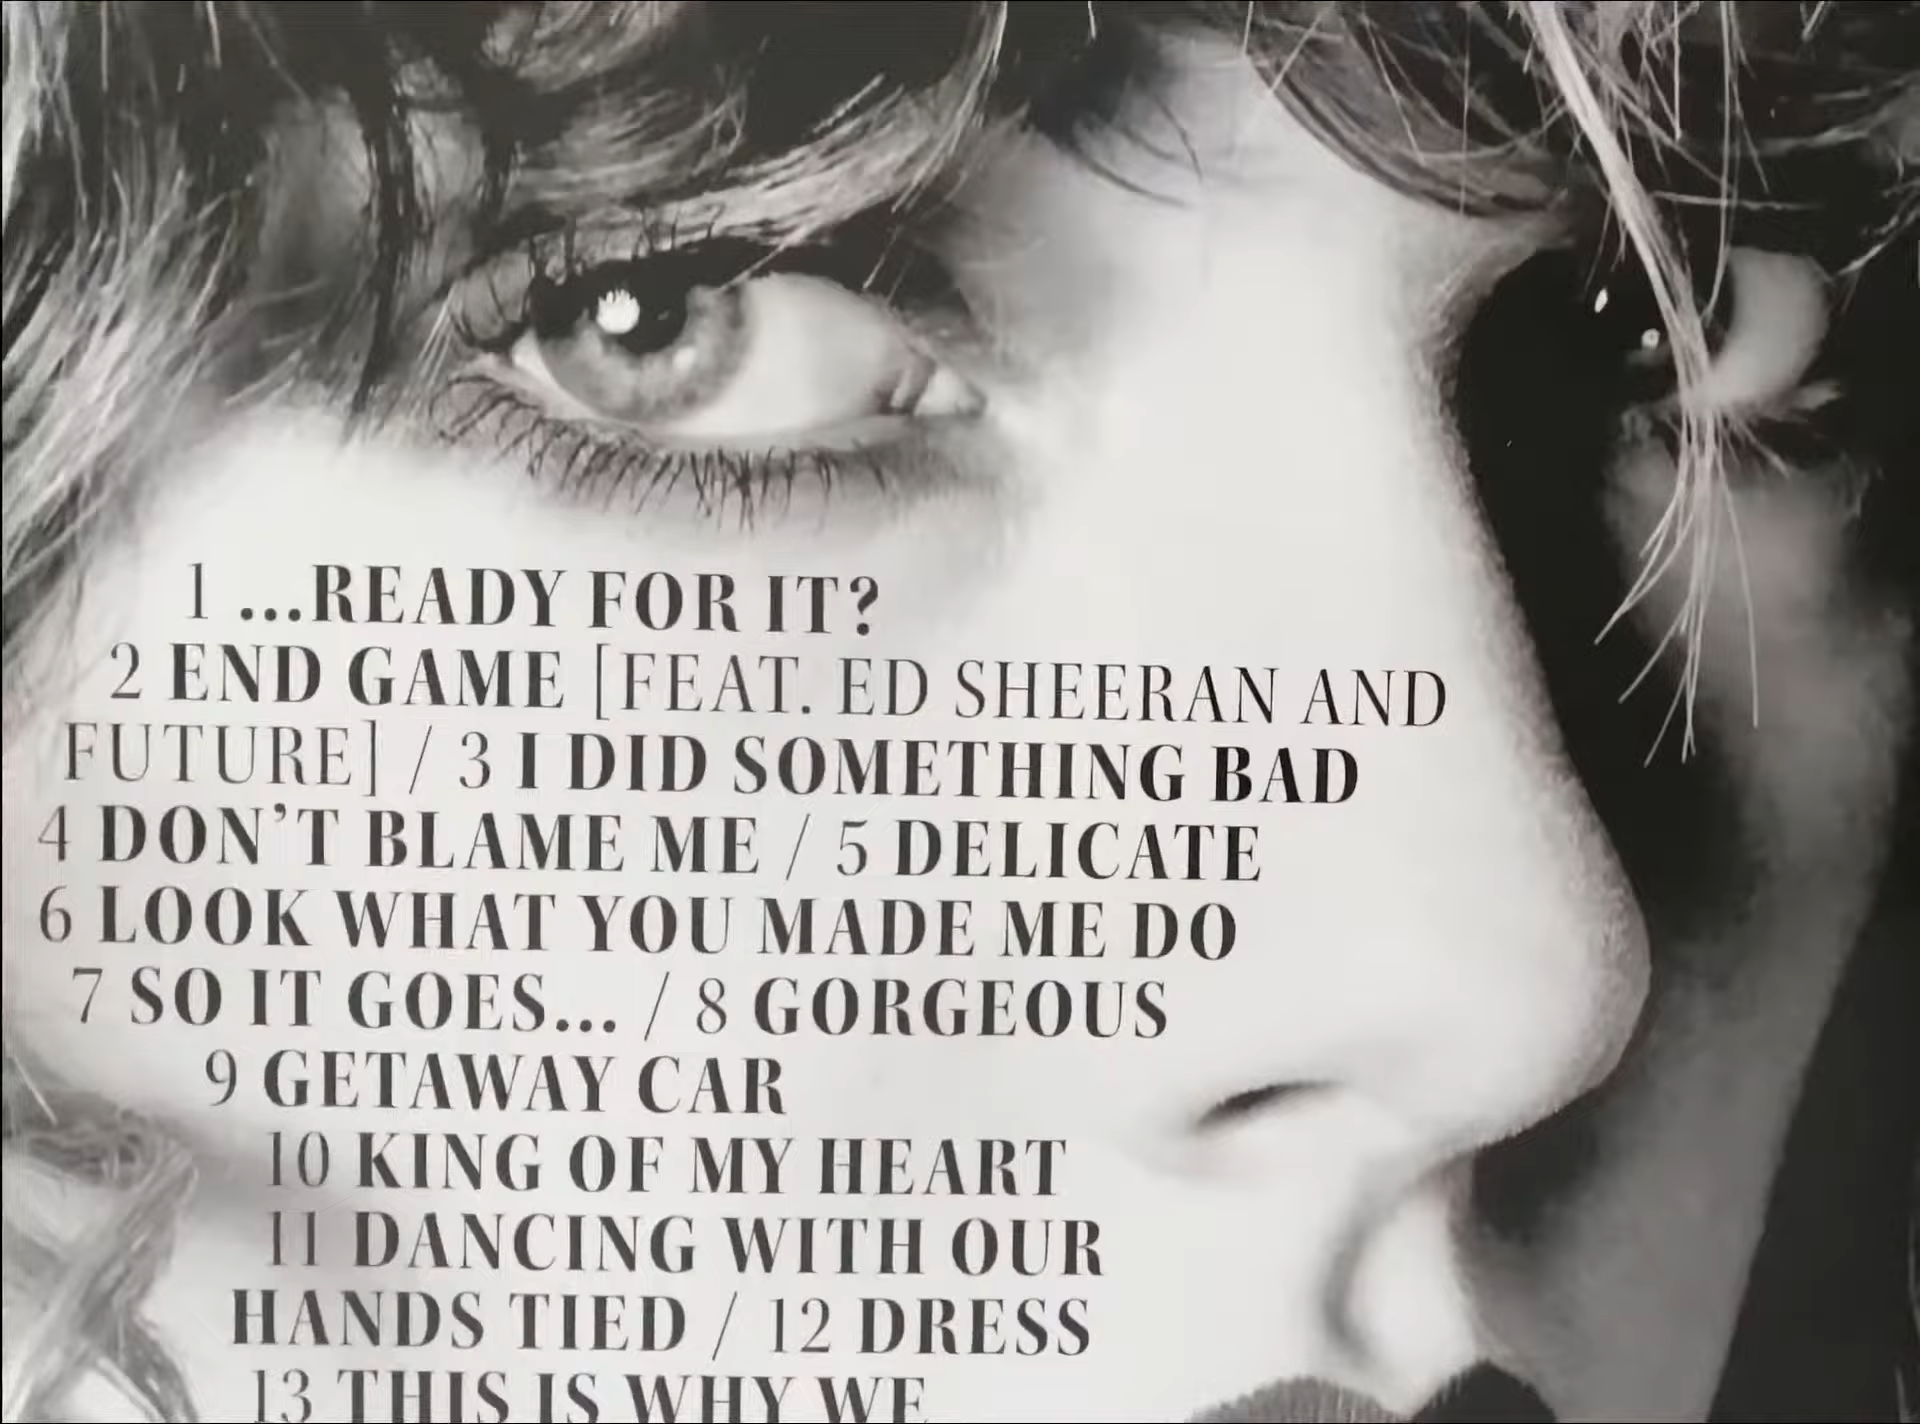 1 ...READY FOR IT?
2 END GAME [FEAT. ED SHEERAN AND
FUTURE] / 3 I DID SOMETHING BAD
4 DON'T BLAME ME / 5 DELICATE
6 LOOK WHAT YOU MADE ME DO
7 SO IT GOES... / 8 GORGEOUS
9 GETAWAY CAR
10 KING OF MY HEART
11 DANCING WITH OUR
HANDS TIED / 12 DRESS
13 THIS IS WHY WE